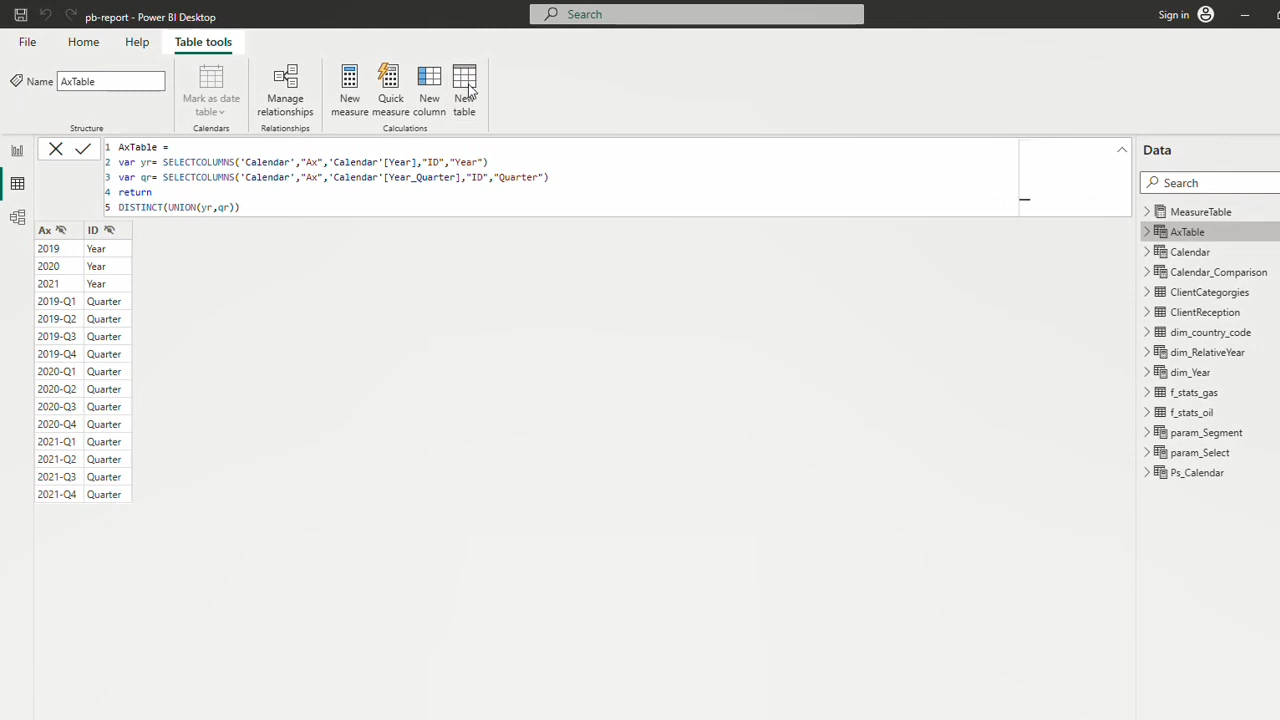 pb-report - Power BI Desktop
Search
Sign in
File
Home
Help
Table tools
Name
AxTable
Mark as date
table
Manage
relationships
New
measure
Quick
measure
New
column
New
table
Structure
Calendars
Relationships
Calculations
1 AxTable =
2 var yr= SELECTCOLUMNS('Calendar',"Ax",'Calendar'[Year],"ID","Year")
3 var qr= SELECTCOLUMNS('Calendar',"Ax",'Calendar'[Year_Quarter],"ID","Quarter")
4 return
5 DISTINCT(UNION(yr,qr))
Ax ID
2019 Year
2020 Year
2021 Year
2019-Q1 Quarter
2019-Q2 Quarter
2019-Q3 Quarter
2019-Q4 Quarter
2020-Q1 Quarter
2020-Q2 Quarter
2020-Q3 Quarter
2020-Q4 Quarter
2021-Q1 Quarter
2021-Q2 Quarter
2021-Q3 Quarter
2021-Q4 Quarter
Data
Search
MeasureTable
AxTable
Calendar
Calendar_Comparison
ClientCategorgies
ClientReception
dim_country_code
dim_RelativeYear
dim_Year
f_stats_gas
f_stats_oil
param_Segment
param_Select
Ps_Calendar